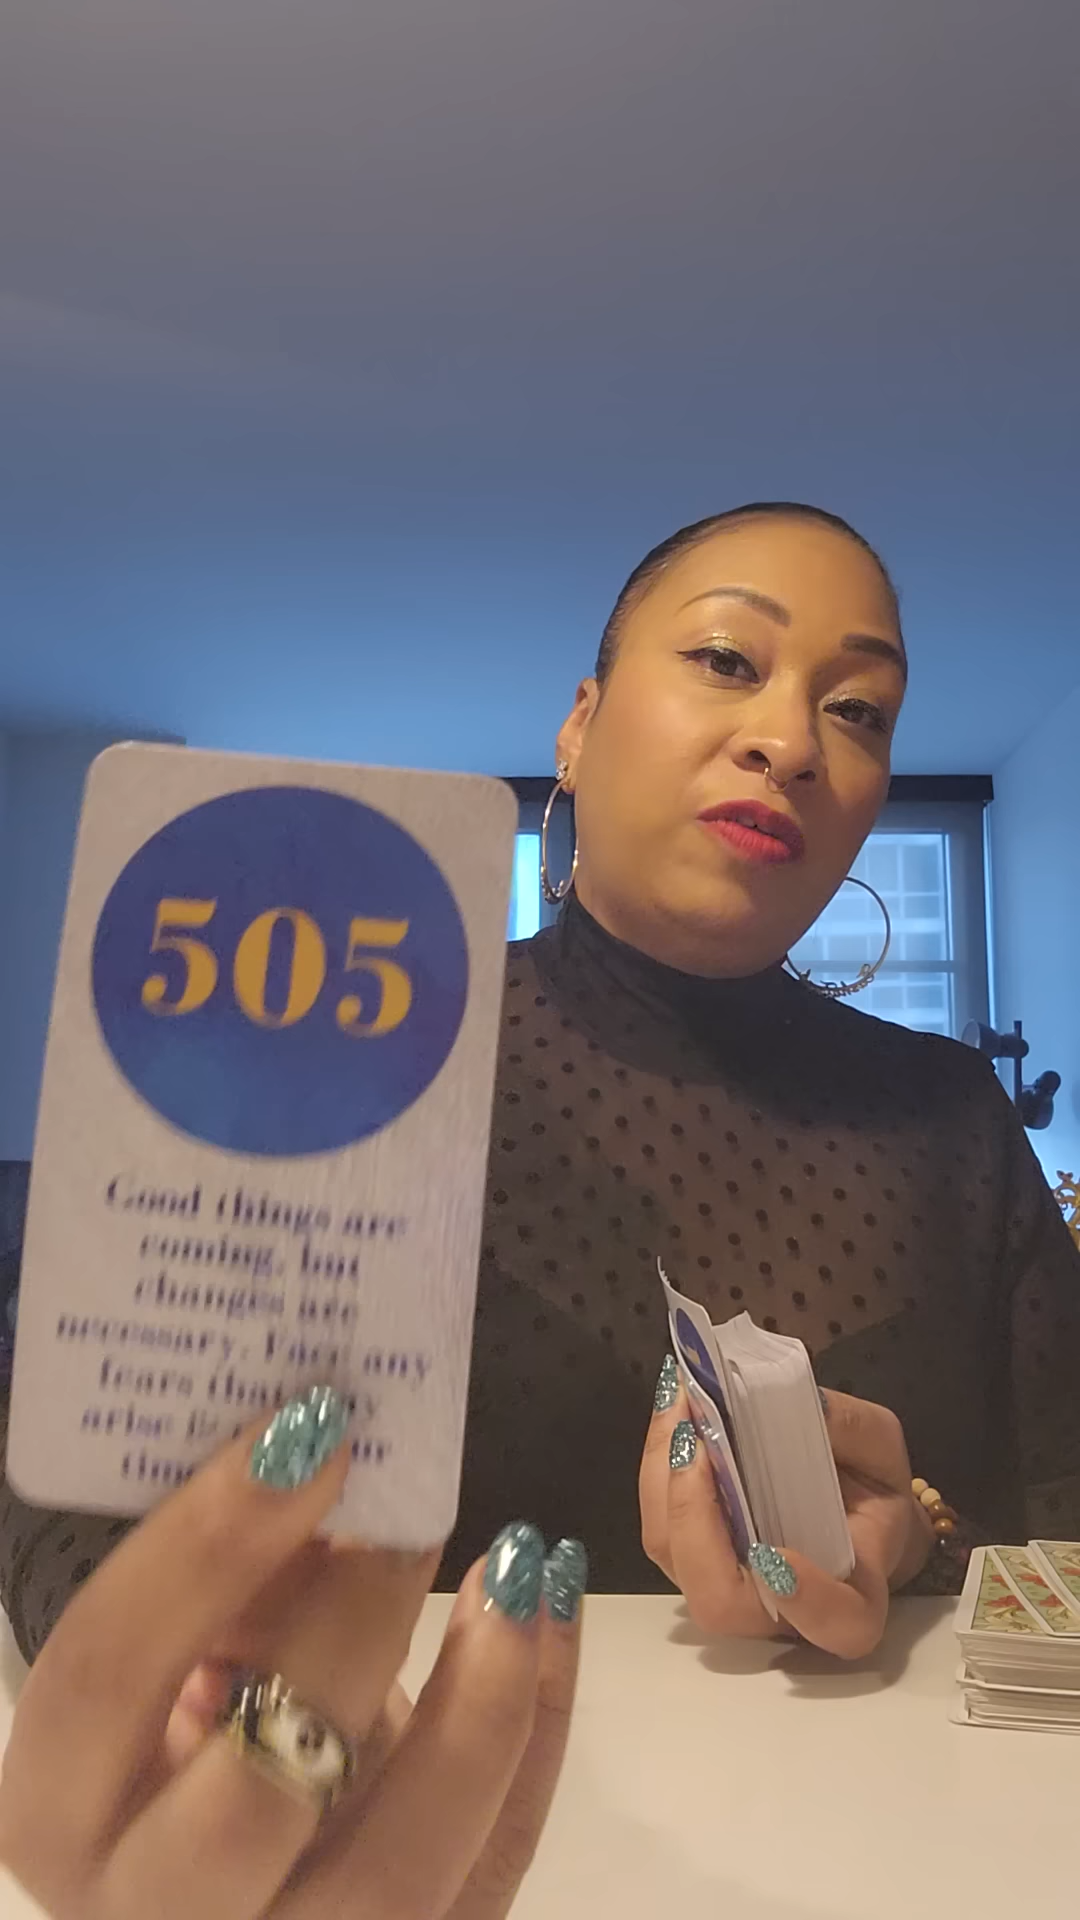 505
Good things are
coming, but
changes are
necessary. Face any
fears that
arise